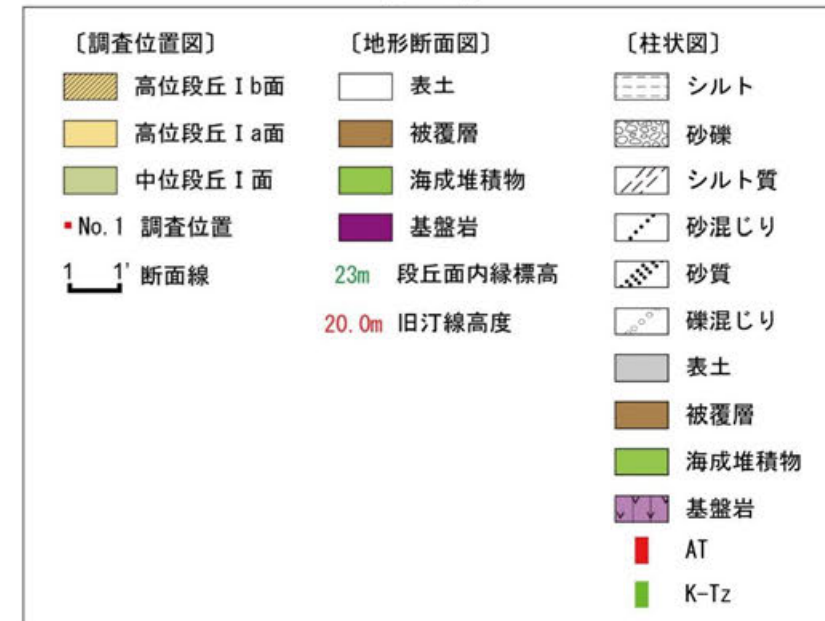 〔調査位置図〕
高位段丘Ⅰb面
高位段丘Ⅰa面
中位段丘Ⅰ面
No.1 調査位置
1 1' 断面線
〔地形断面図〕
表土
被覆層
海成堆積物
基盤岩
23m 段丘面内縁標高
20.0m 旧汀線高度
〔柱状図〕
シルト
砂礫
シルト質
砂混じり
砂質
礫混じり
表土
被覆層
海成堆積物
基盤岩
AT
K-Tz